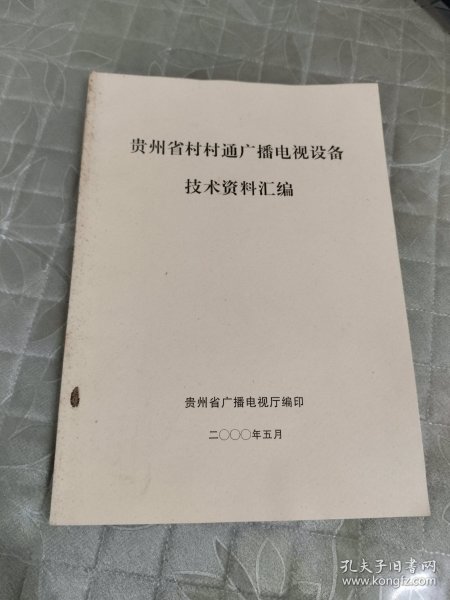 贵州省村村通广播电视设备
技术资料汇编
贵州省广播电视厅编印
二〇〇〇年五月
孔夫子旧书网
www.kongfz.com